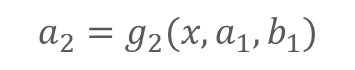 a₂ = g₂(x, a₁, b₁)